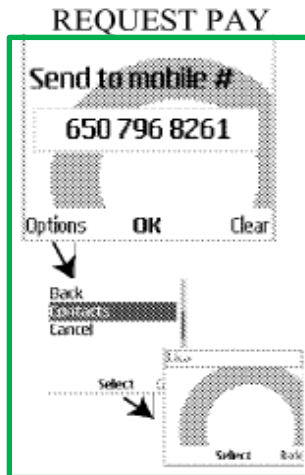 REQUEST PAY
Send to mobile #
650 796 8261
Options OK Clear
Back
Contacts
Cancel
Select
Select Back